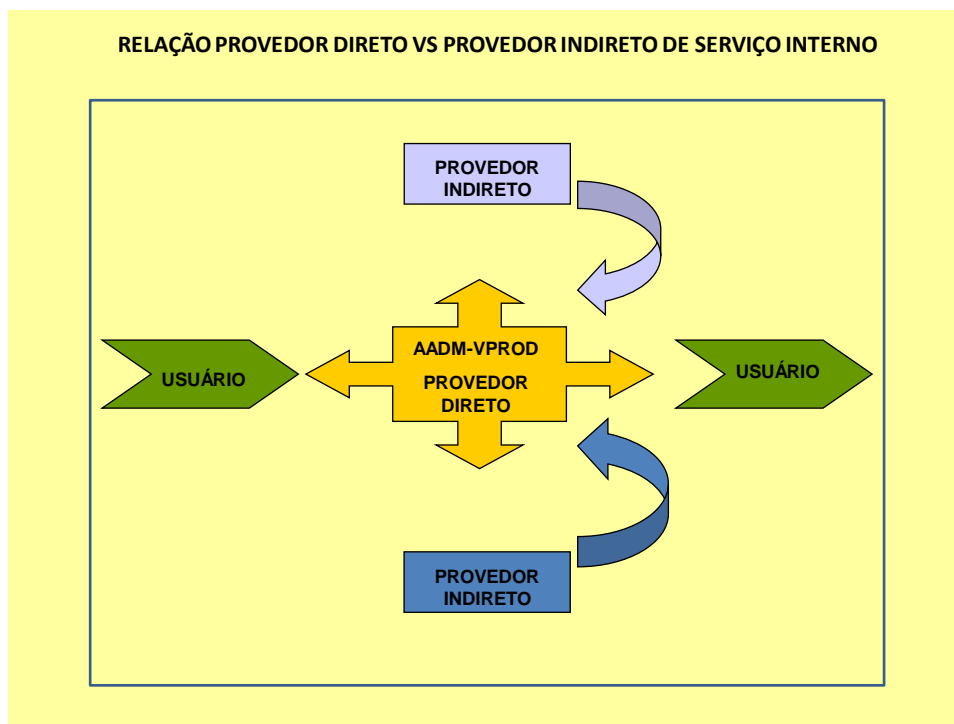 RELAÇÃO PROVEDOR DIRETO VS PROVEDOR INDIRETO DE SERVIÇO INTERNO
PROVEDOR
INDIRETO
USUÁRIO
AADM-VPROD
PROVEDOR
DIRETO
USUÁRIO
PROVEDOR
INDIRETO